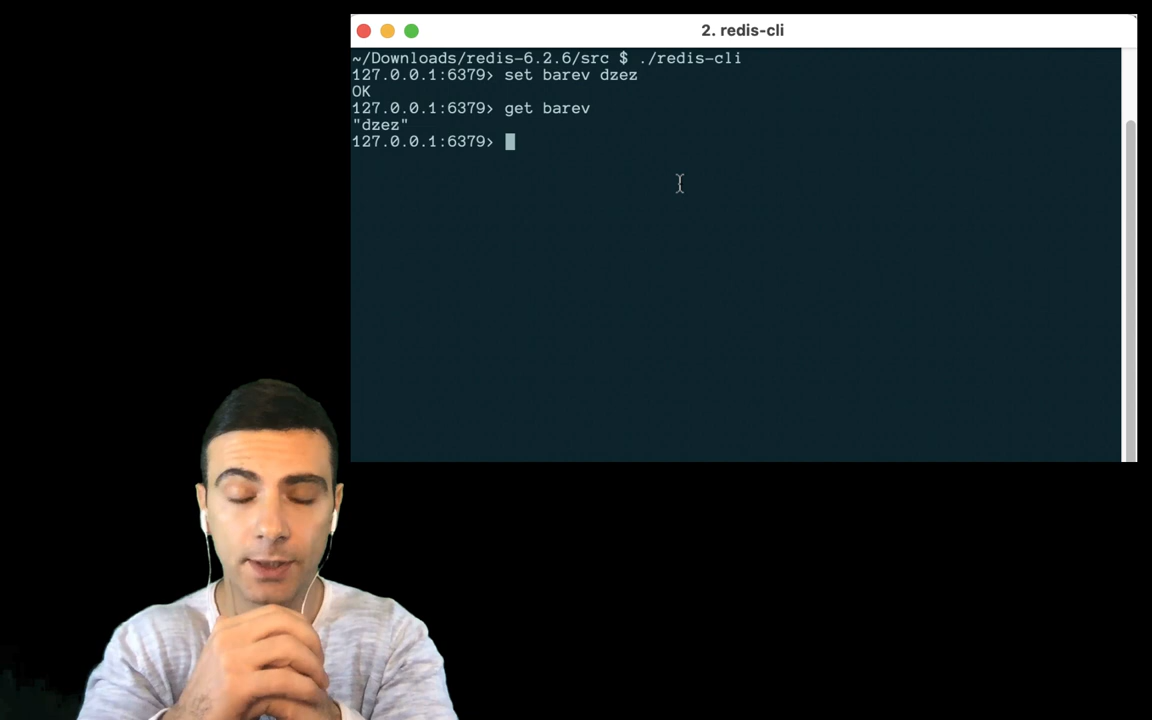 2. redis-cli
~/Downloads/redis-6.2.6/src $ ./redis-cli
127.0.0.1:6379> set barev dzez
OK
127.0.0.1:6379> get barev
"dzez"
127.0.0.1:6379>